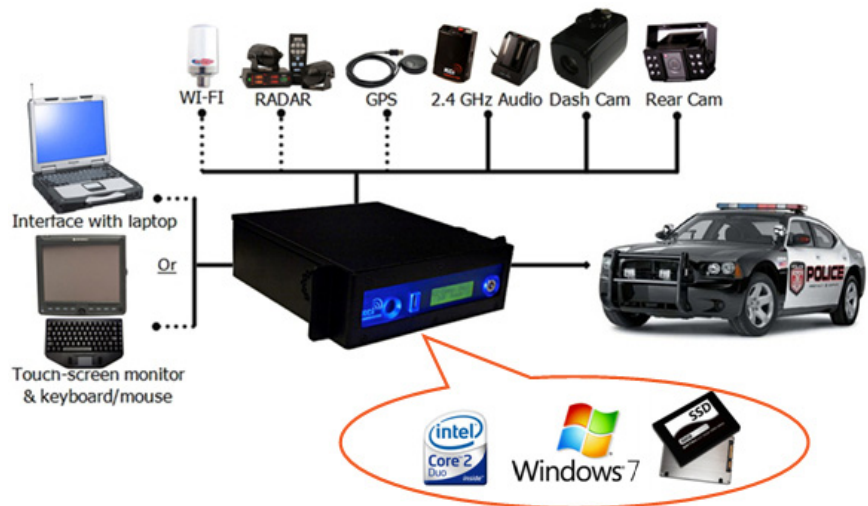 WI-FI
RADAR
GPS
2.4 GHz Audio
Dash Cam
Rear Cam
Interface with laptop
Or
Touch-screen monitor
& keyboard/mouse
POLICE
intel
Core 2
Duo
inside
Windows 7
SSD